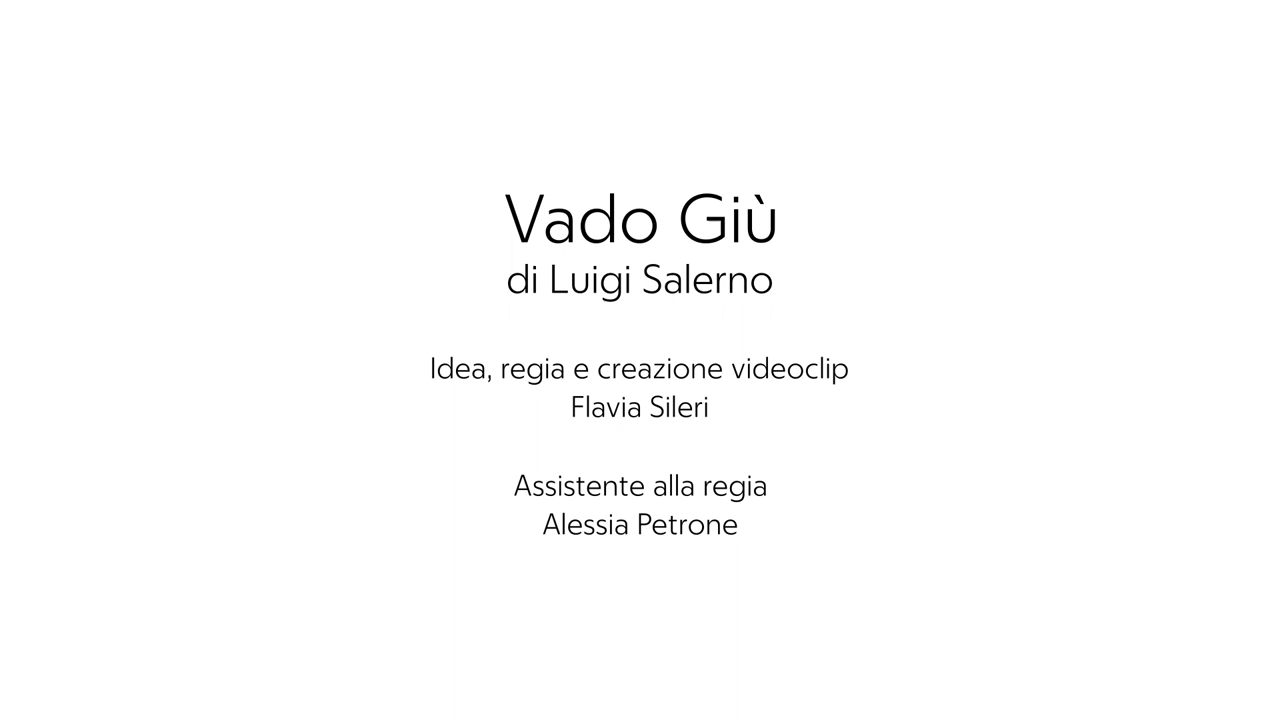 Vado Giù
di Luigi Salerno
Idea, regia e creazione videoclip
Flavia Sileri
Assistente alla regia
Alessia Petrone